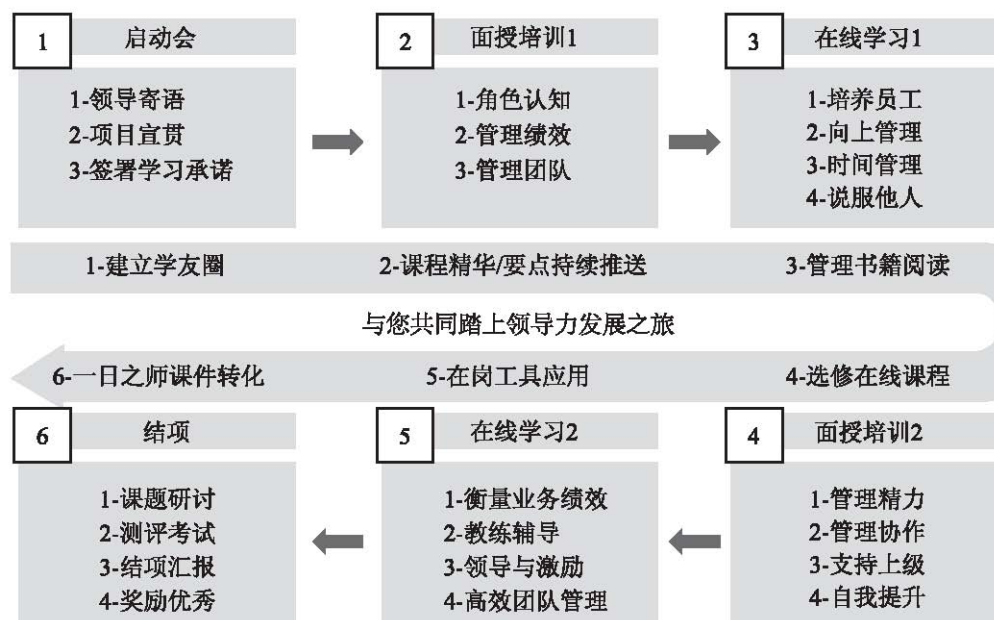 1
启动会
1-领导寄语
2-项目宣贯
3-签署学习承诺
2
面授培训1
1-角色认知
2-管理绩效
3-管理团队
3
在线学习1
1-培养员工
2-向上管理
3-时间管理
4-说服他人
1-建立学友圈
2-课程精华/要点持续推送
3-管理书籍阅读
与您共同踏上领导力发展之旅
6-一日之师课件转化
5-在岗工具应用
4-选修在线课程
6
结项
1-课题研讨
2-测评考试
3-结项汇报
4-奖励优秀
5
在线学习2
1-衡量业务绩效
2-教练辅导
3-领导与激励
4-高效团队管理
4
面授培训2
1-管理精力
2-管理协作
3-支持上级
4-自我提升